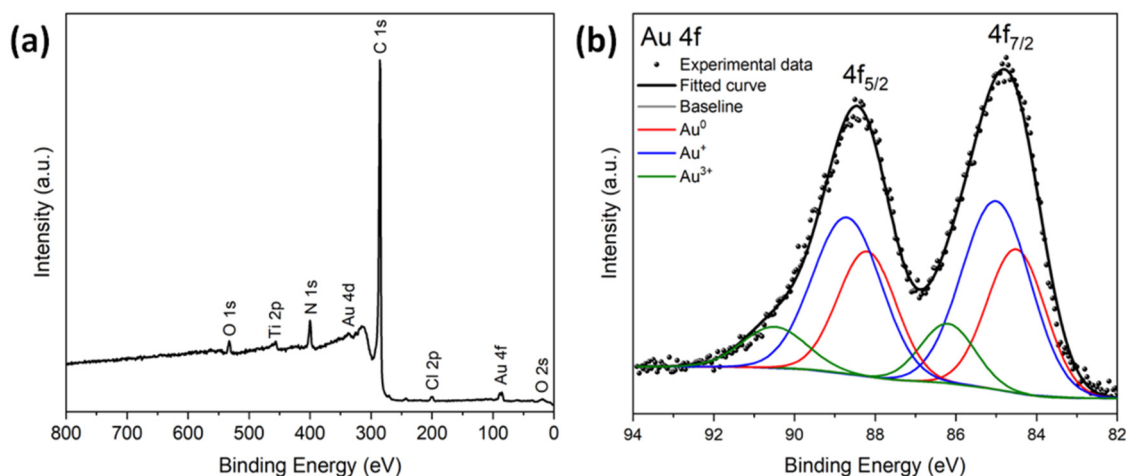 (a)
C 1s
O 1s
Ti 2p
N 1s
Au 4d
Cl 2p
Au 4f
O 2s
Intensity (a.u.)
800 700 600 500 400 300 200 100 0
Binding Energy (eV)
(b)
Au 4f
Experimental data
Fitted curve
Baseline
Au⁰
Au⁺
Au³⁺
4f5/2
4f7/2
Intensity (a.u.)
94 92 90 88 86 84 82
Binding Energy (eV)